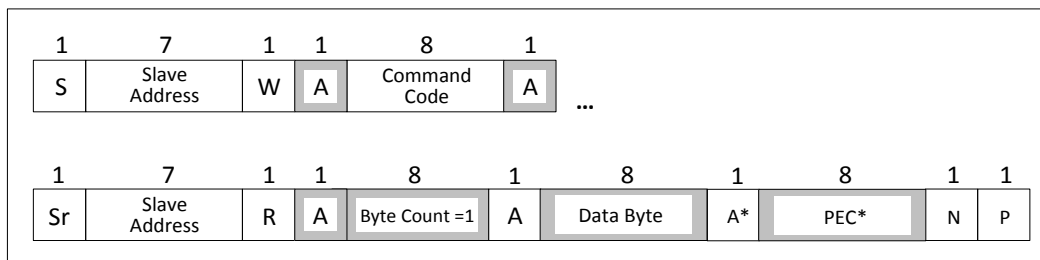 1 7 1 1 8 1
S Slave Address W A Command Code A ...
1 7 1 1 8 1 8 1 8 1 1
Sr Slave Address R A Byte Count =1 A Data Byte A* PEC* N P